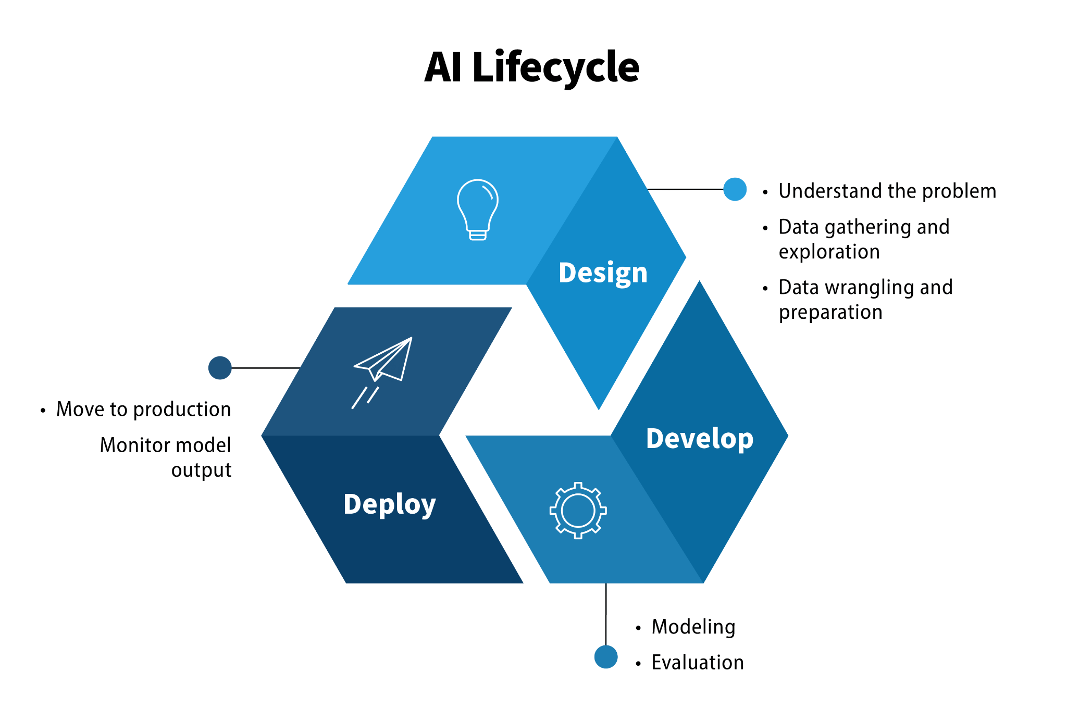 AI Lifecycle
Design
• Understand the problem
• Data gathering and
exploration
• Data wrangling and
preparation
Develop
• Modeling
• Evaluation
Deploy
• Move to production
Monitor model
output